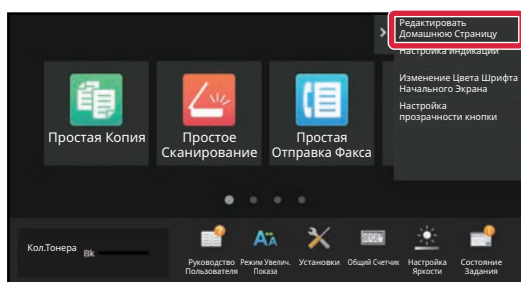 Редактировать
Домашнюю Страницу
Настройка индикации
Изменение Цвета Шрифта
Начального Экрана
Настройка
прозрачности кнопки
Простая Копия
Простое
Сканирование
Простая
Отправка Факса
Кол.Тонера
Bk
Руководство
Пользователя
Режим Увелич.
Показа
Установки
Общий Счетчик
Настройка
Яркости
Состояние
Задания